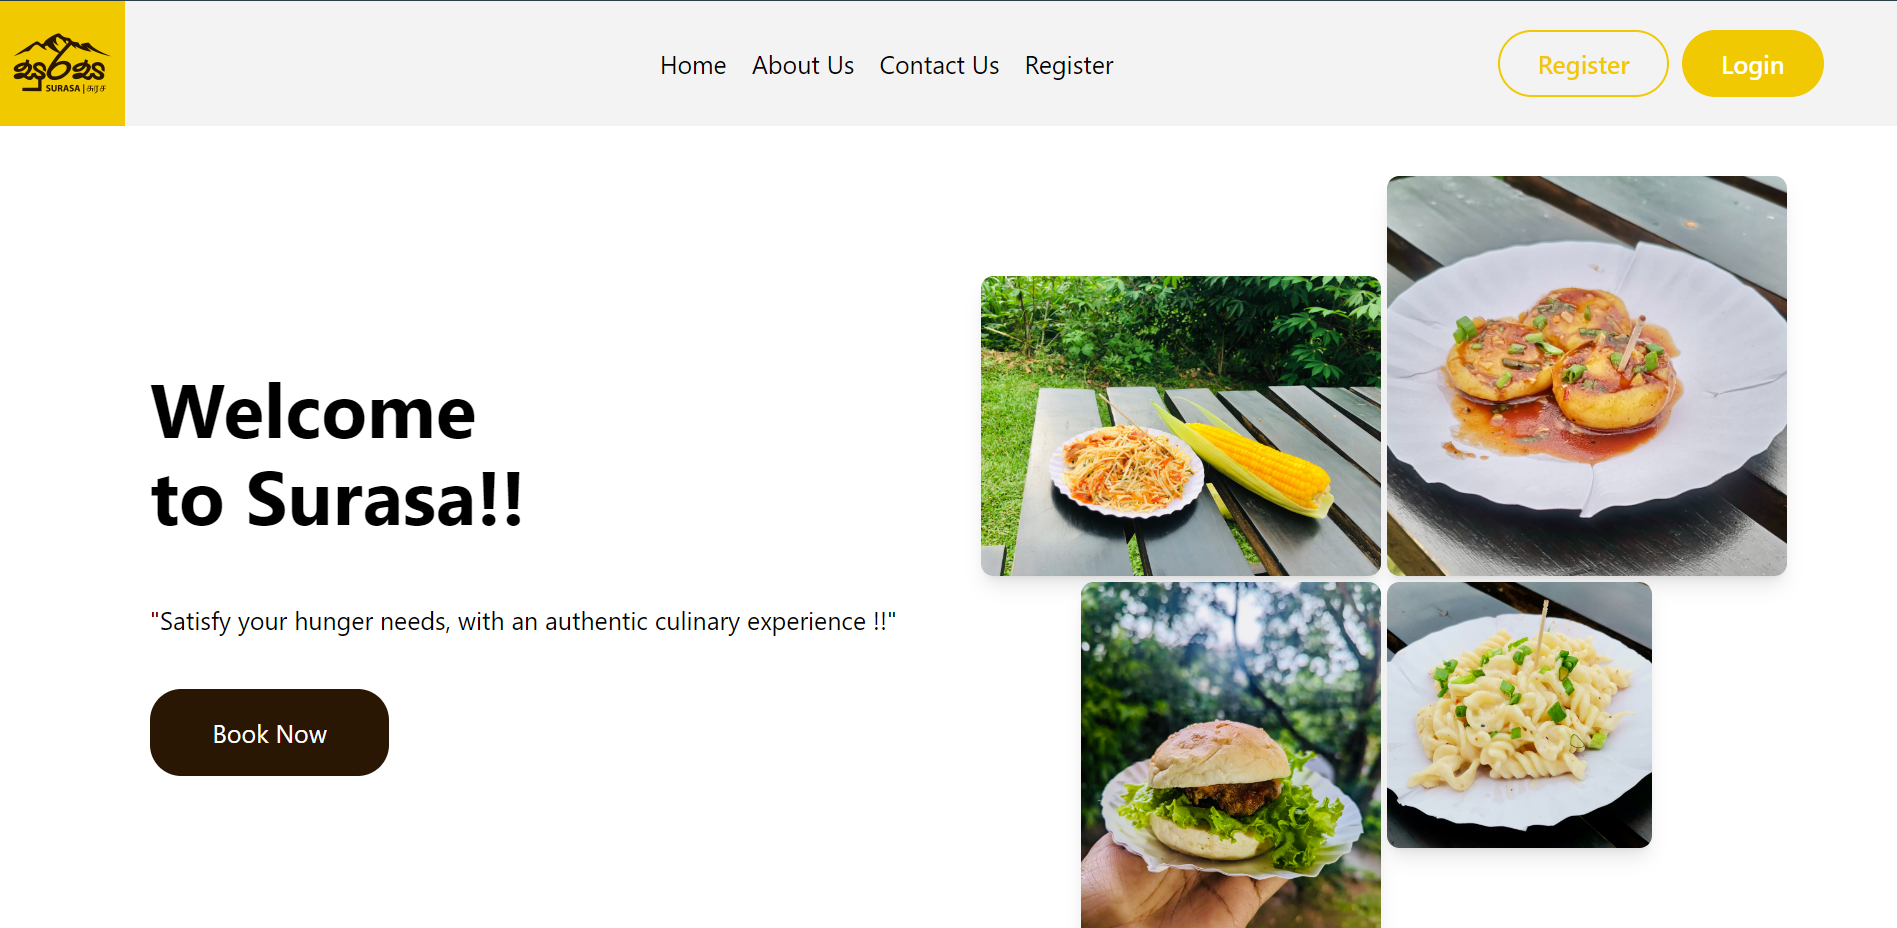 සුරස
SURASA | சுரச
Home About Us Contact Us Register
Register Login
Welcome
to Surasa!!
"Satisfy your hunger needs, with an authentic culinary experience !!"
Book Now